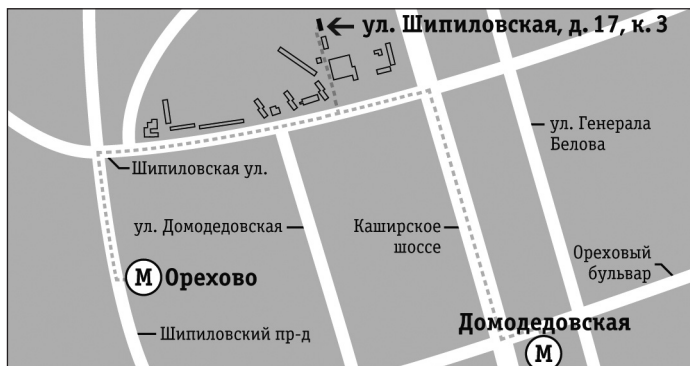 ул. Шипиловская, д. 17, к. 3
ул. Генерала
Белова
Шипиловская ул.
ул. Домодедовская
Каширское
шоссе
Ореховый
бульвар
М Орехово
Домодедовская
М
Шипиловский пр-д